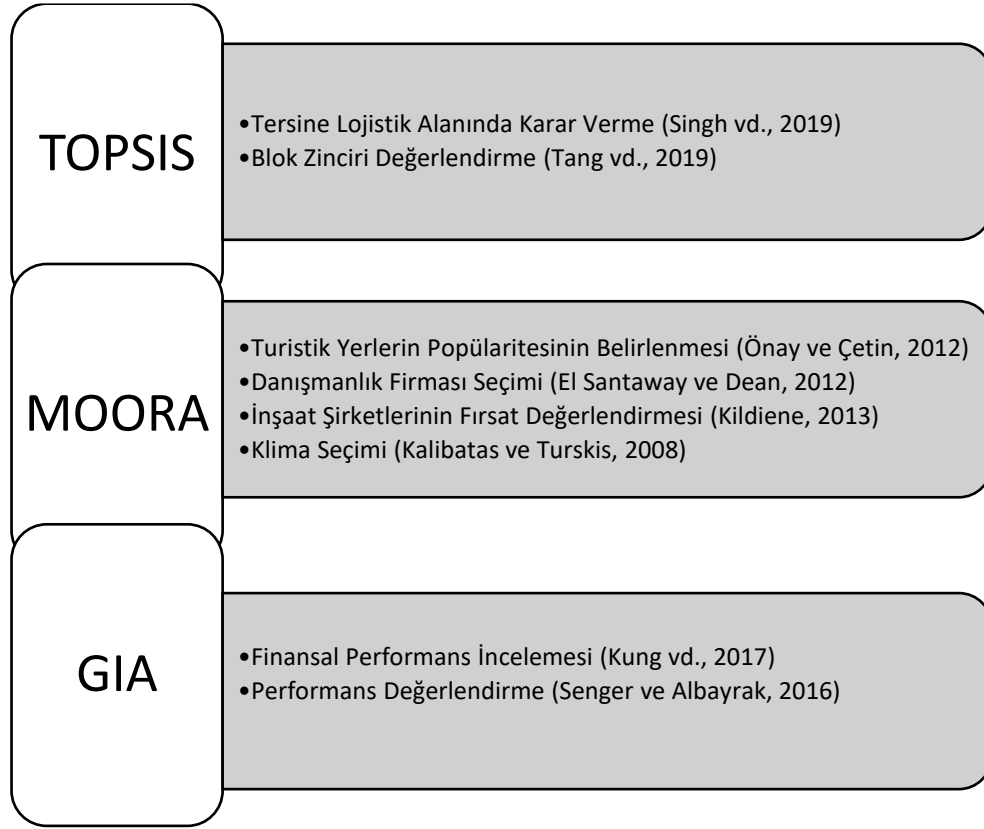 TOPSIS
•Tersine Lojistik Alanında Karar Verme (Singh vd., 2019)
•Blok Zinciri Değerlendirme (Tang vd., 2019)
MOORA
•Turistik Yerlerin Popülaritesinin Belirlenmesi (Önay ve Çetin, 2012)
•Danışmanlık Firması Seçimi (El Santaway ve Dean, 2012)
•İnşaat Şirketlerinin Fırsat Değerlendirmesi (Kildiene, 2013)
•Klima Seçimi (Kalibatas ve Turskis, 2008)
GIA
•Finansal Performans İncelemesi (Kung vd., 2017)
•Performans Değerlendirme (Senger ve Albayrak, 2016)